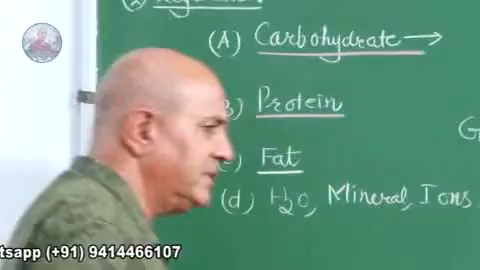 (A) Carbohydrate →
B) Protein
G
c) Fat
(d) H2O, Mineral, Ions,
tsapp (+91) 9414466107